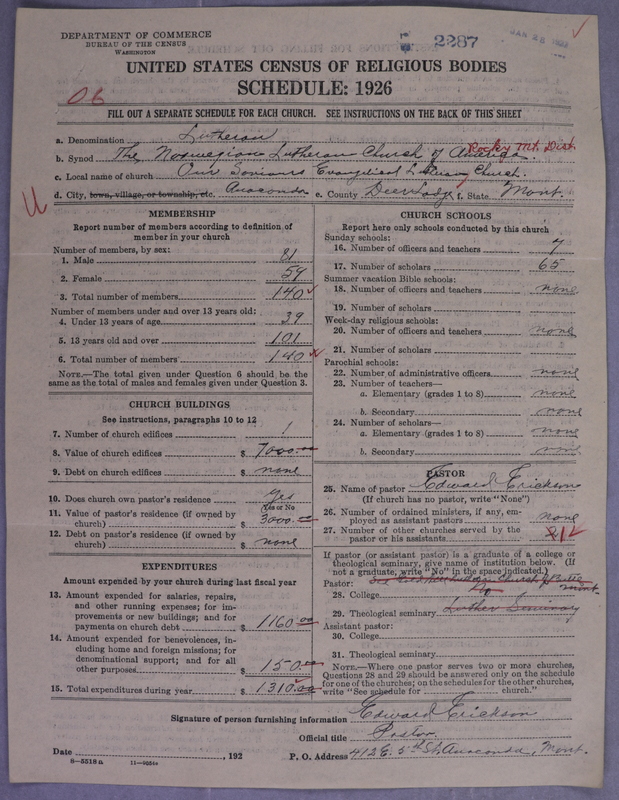 DEPARTMENT OF COMMERCE
BUREAU OF THE CENSUS
WASHINGTON
2287
JAN 28
UNITED STATES CENSUS OF RELIGIOUS BODIES
SCHEDULE: 1926
06
FILL OUT A SEPARATE SCHEDULE FOR EACH CHURCH. SEE INSTRUCTIONS ON THE BACK OF THIS SHEET
a. Denomination Lutheran
b. Synod The Norwegian Lutheran Church of America. Rocky Mt. Dist.
c. Local name of church Our Saviours Evangelical Lutheran Church.
d. City, town, village, or township, etc. Anaconda e. County Deer Lodge f. State Mont.
MEMBERSHIP
Report number of members according to definition of member in your church
Number of members, by sex:
1. Male 81
2. Female 59
3. Total number of members 140
Number of members under and over 13 years old:
4. Under 13 years of age 39
5. 13 years old and over 101
6. Total number of members 140
NOTE.—The total given under Question 6 should be the same as the total of males and females given under Question 3.
CHURCH BUILDINGS
See instructions, paragraphs 10 to 12
7. Number of church edifices 1
8. Value of church edifices $ 7000.00
9. Debt on church edifices $ none
10. Does church own pastor's residence Yes
Yes or No
11. Value of pastor's residence (if owned by church) $ 3000.00
12. Debt on pastor's residence (if owned by church) $ none
EXPENDITURES
Amount expended by your church during last fiscal year
13. Amount expended for salaries, repairs, and other running expenses; for improvements or new buildings; and for payments on church debt $ 1160.00
14. Amount expended for benevolences, including home and foreign missions; for denominational support; and for all other purposes $ 150.00
15. Total expenditures during year $ 1310.00
CHURCH SCHOOLS
Report here only schools conducted by this church
Sunday schools:
16. Number of officers and teachers 7
17. Number of scholars 65
Summer vacation Bible schools:
18. Number of officers and teachers none
19. Number of scholars
Week-day religious schools:
20. Number of officers and teachers none
21. Number of scholars
Parochial schools:
22. Number of administrative officers none
23. Number of teachers—
a. Elementary (grades 1 to 8) none
b. Secondary none
24. Number of scholars—
a. Elementary (grades 1 to 8) none
b. Secondary none
PASTOR
25. Name of pastor Edward Erickson
(If church has no pastor, write "None")
26. Number of ordained ministers, if any, employed as assistant pastors none
27. Number of other churches served by the pastor or his assistants 1
If pastor (or assistant pastor) is a graduate of a college or theological seminary, give name of institution below. (If not a graduate, write "No" in the space indicated.)
Pastor:
28. College No
29. Theological seminary Luther Seminary
Assistant pastor:
30. College
31. Theological seminary
NOTE.—Where one pastor serves two or more churches, Questions 28 and 29 should be answered only on the schedule for one of the churches; on the schedules for the other churches, write "See schedule for church."
Signature of person furnishing information Edward Erickson
Official title Pastor.
Date , 192 P. O. Address 412 E. 5th St, Anaconda, Mont.
8—5518a 11—9554a